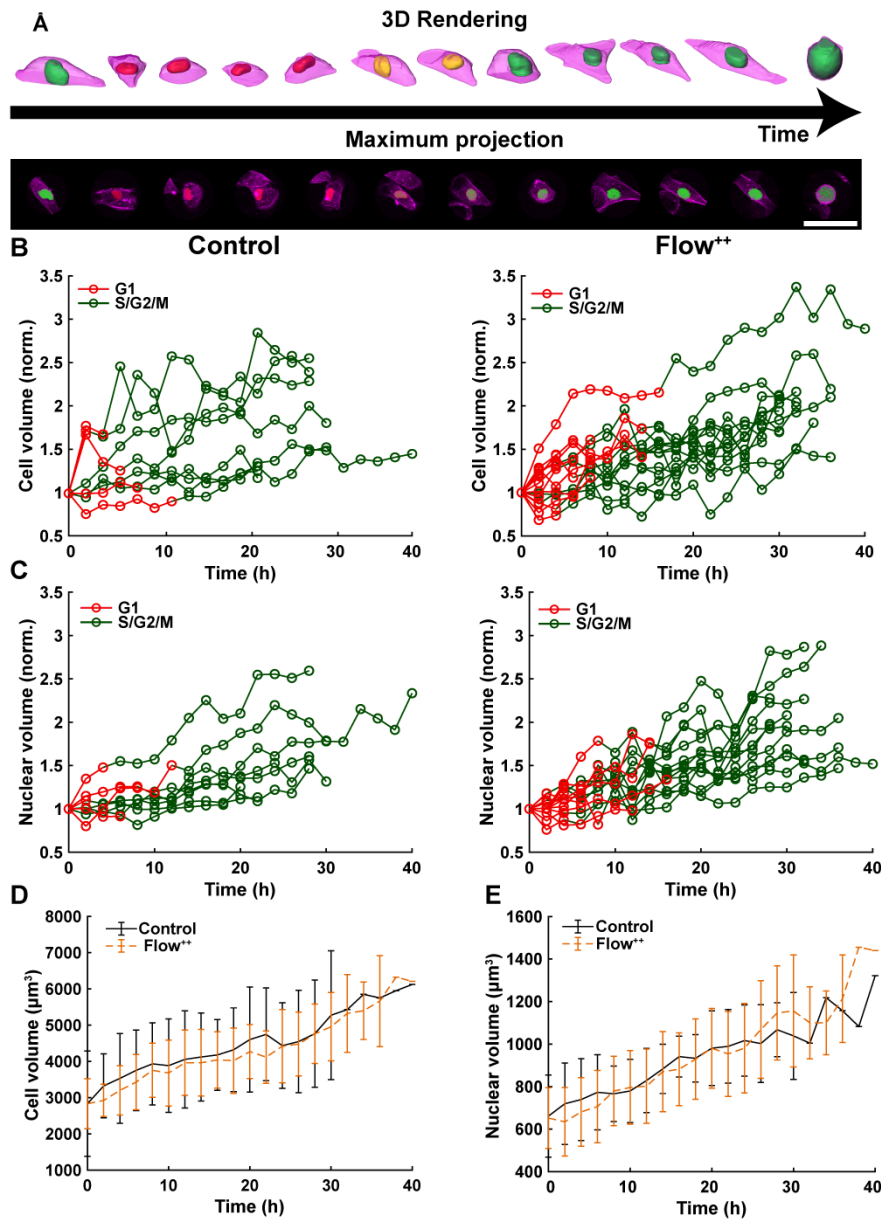 A
3D Rendering
Time
Maximum projection
B
Control
Flow++
3.5
3
2.5
2
1.5
1
0.5
Cell volume (norm.)
G1
S/G2/M
0
10
20
30
40
Time (h)
3.5
3
2.5
2
1.5
1
0.5
Cell volume (norm.)
G1
S/G2/M
0
10
20
30
40
Time (h)
C
3.5
3
2.5
2
1.5
1
0.5
Nuclear volume (norm.)
G1
S/G2/M
0
10
20
30
40
Time (h)
3.5
3
2.5
2
1.5
1
0.5
Nuclear volume (norm.)
G1
S/G2/M
0
10
20
30
40
Time (h)
D
8000
7000
6000
5000
4000
3000
2000
1000
Cell volume (µm³)
Control
Flow++
0
10
20
30
40
Time (h)
E
1600
1400
1200
1000
800
600
400
Nuclear volume (µm³)
Control
Flow++
0
10
20
30
40
Time (h)